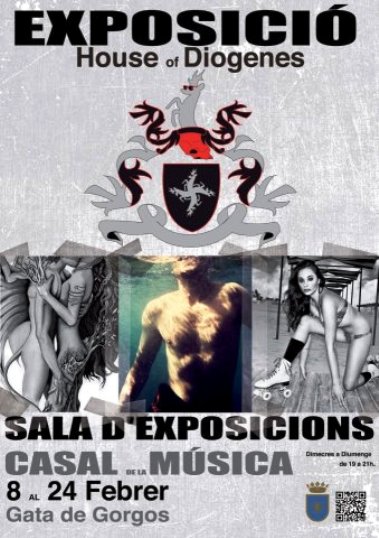 EXPOSICIÓ
House of Diogenes
SALA D'EXPOSICIONS
CASAL DE LA MÚSICA
Dimecres a Diumenge
de 19 a 21h.
8 AL 24 Febrer
Gata de Gorgos